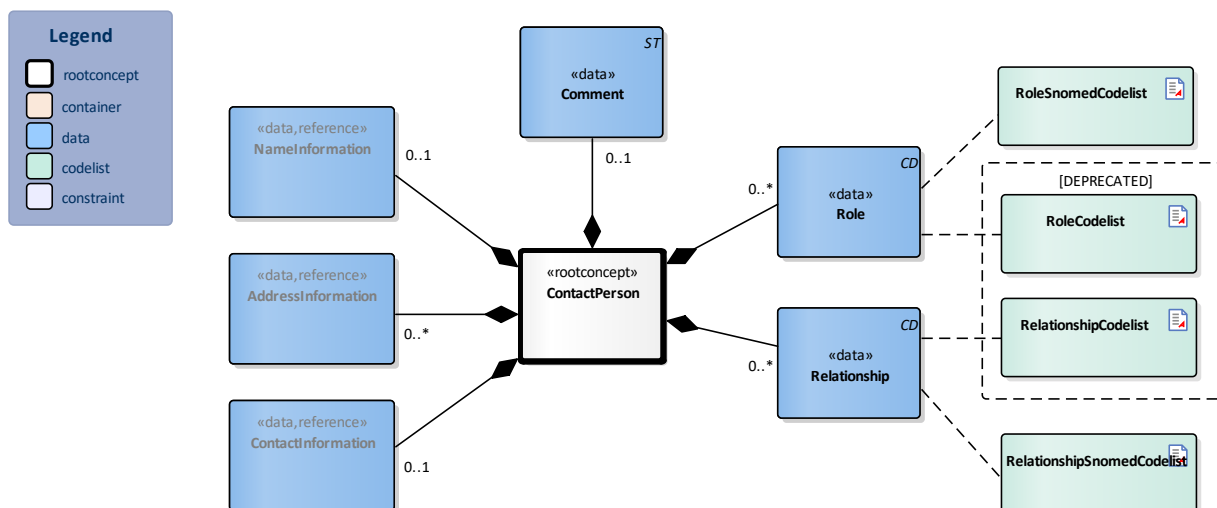 Legend
rootconcept
container
data
codelist
constraint
ST
«data»
Comment
0..1
«data,reference»
NameInformation
0..1
«data,reference»
AddressInformation
0..*
«data,reference»
ContactInformation
0..1
«rootconcept»
ContactPerson
CD
«data»
Role
0..*
CD
«data»
Relationship
0..*
RoleSnomedCodelist
[DEPRECATED]
RoleCodelist
RelationshipCodelist
RelationshipSnomedCodelist